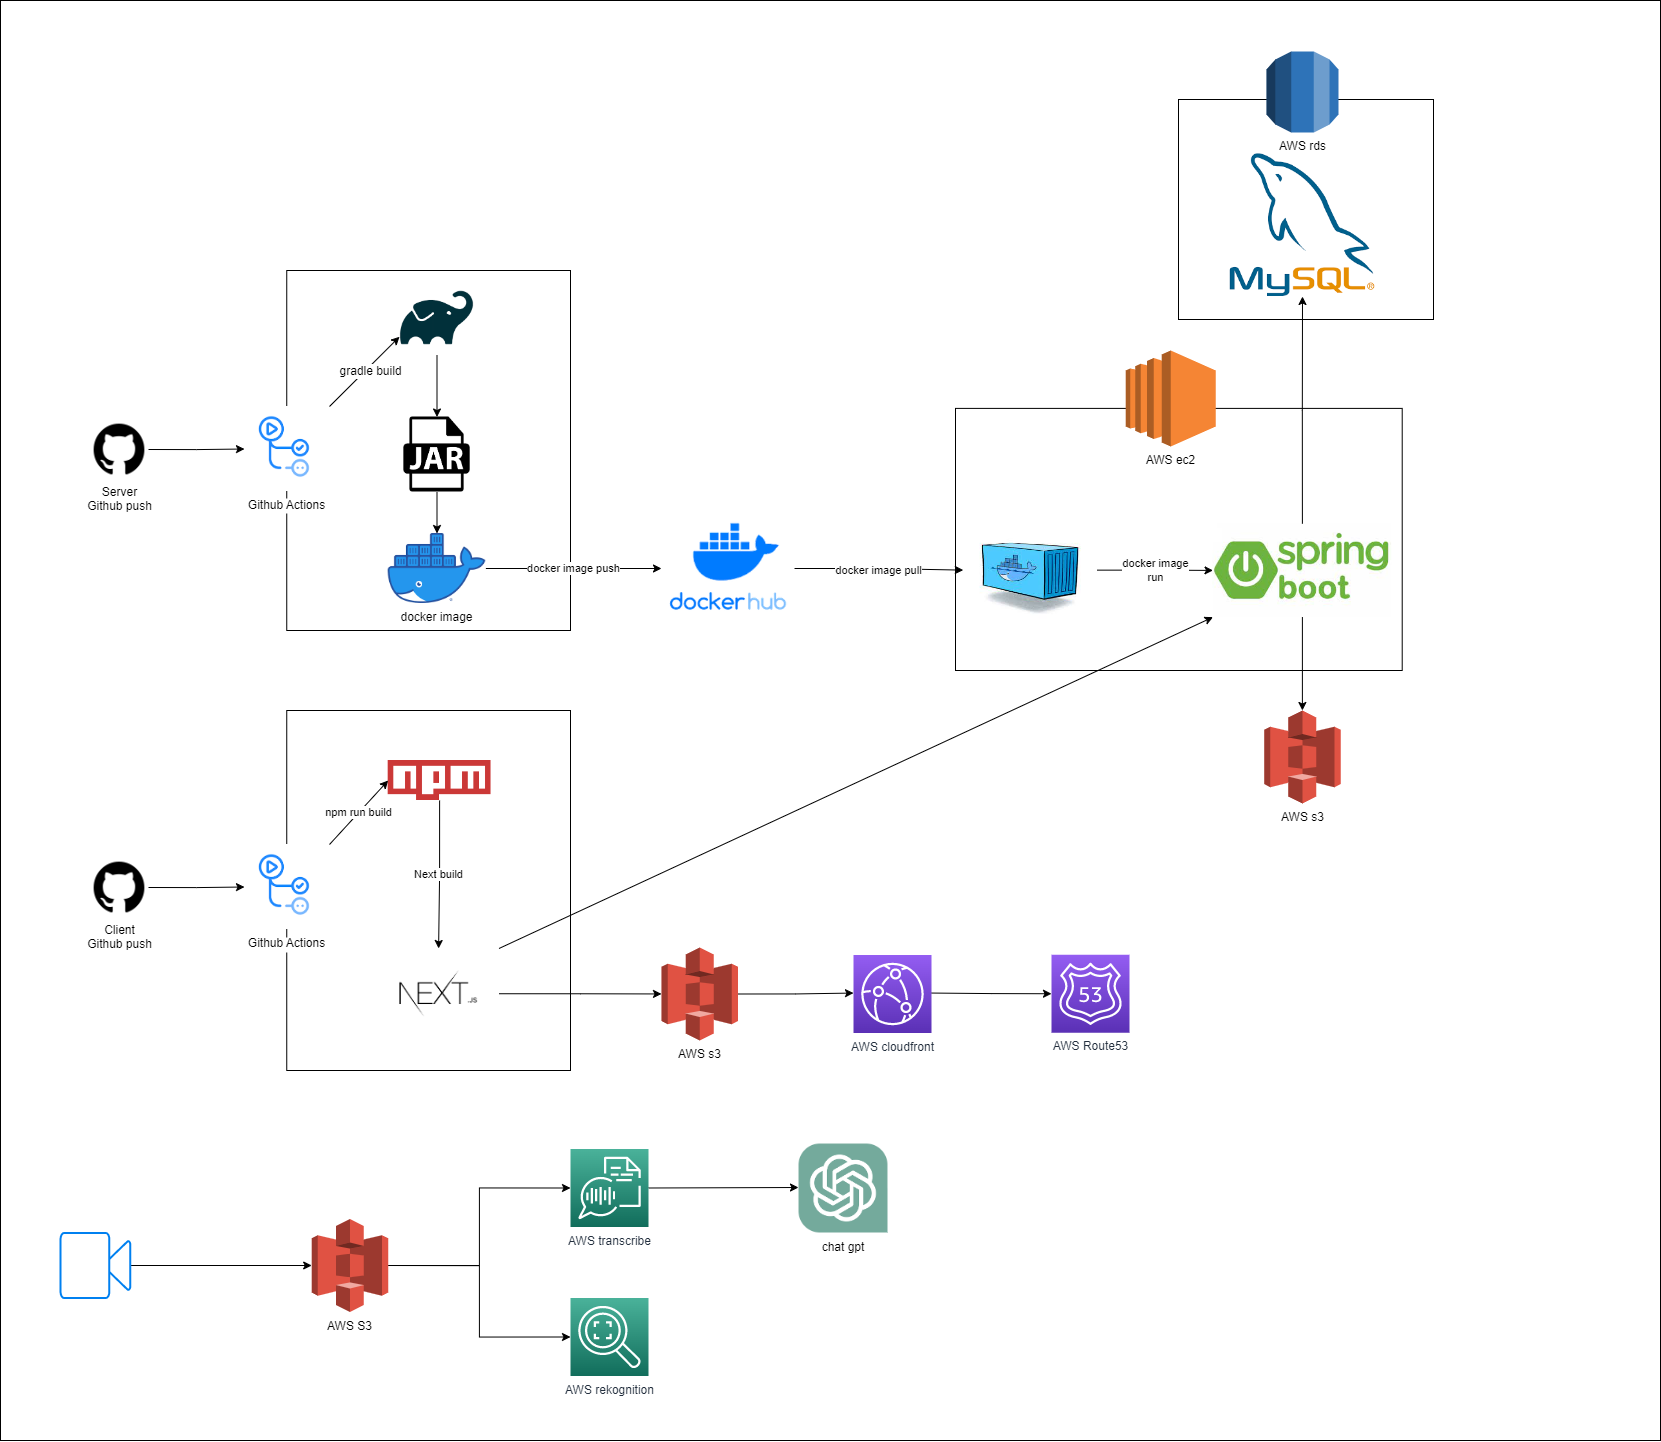 AWS rds
MySQL®
gradle build
AWS ec2
JAR
Server
Github push
Github Actions
docker image
docker image push
docker hub
docker image pull
docker image
run
spring
boot
npm
npm run build
AWS s3
Next build
Client
Github push
Github Actions
NEXT.JS
AWS s3
AWS cloudfront
53
AWS Route53
AWS transcribe
chat gpt
AWS S3
AWS rekognition